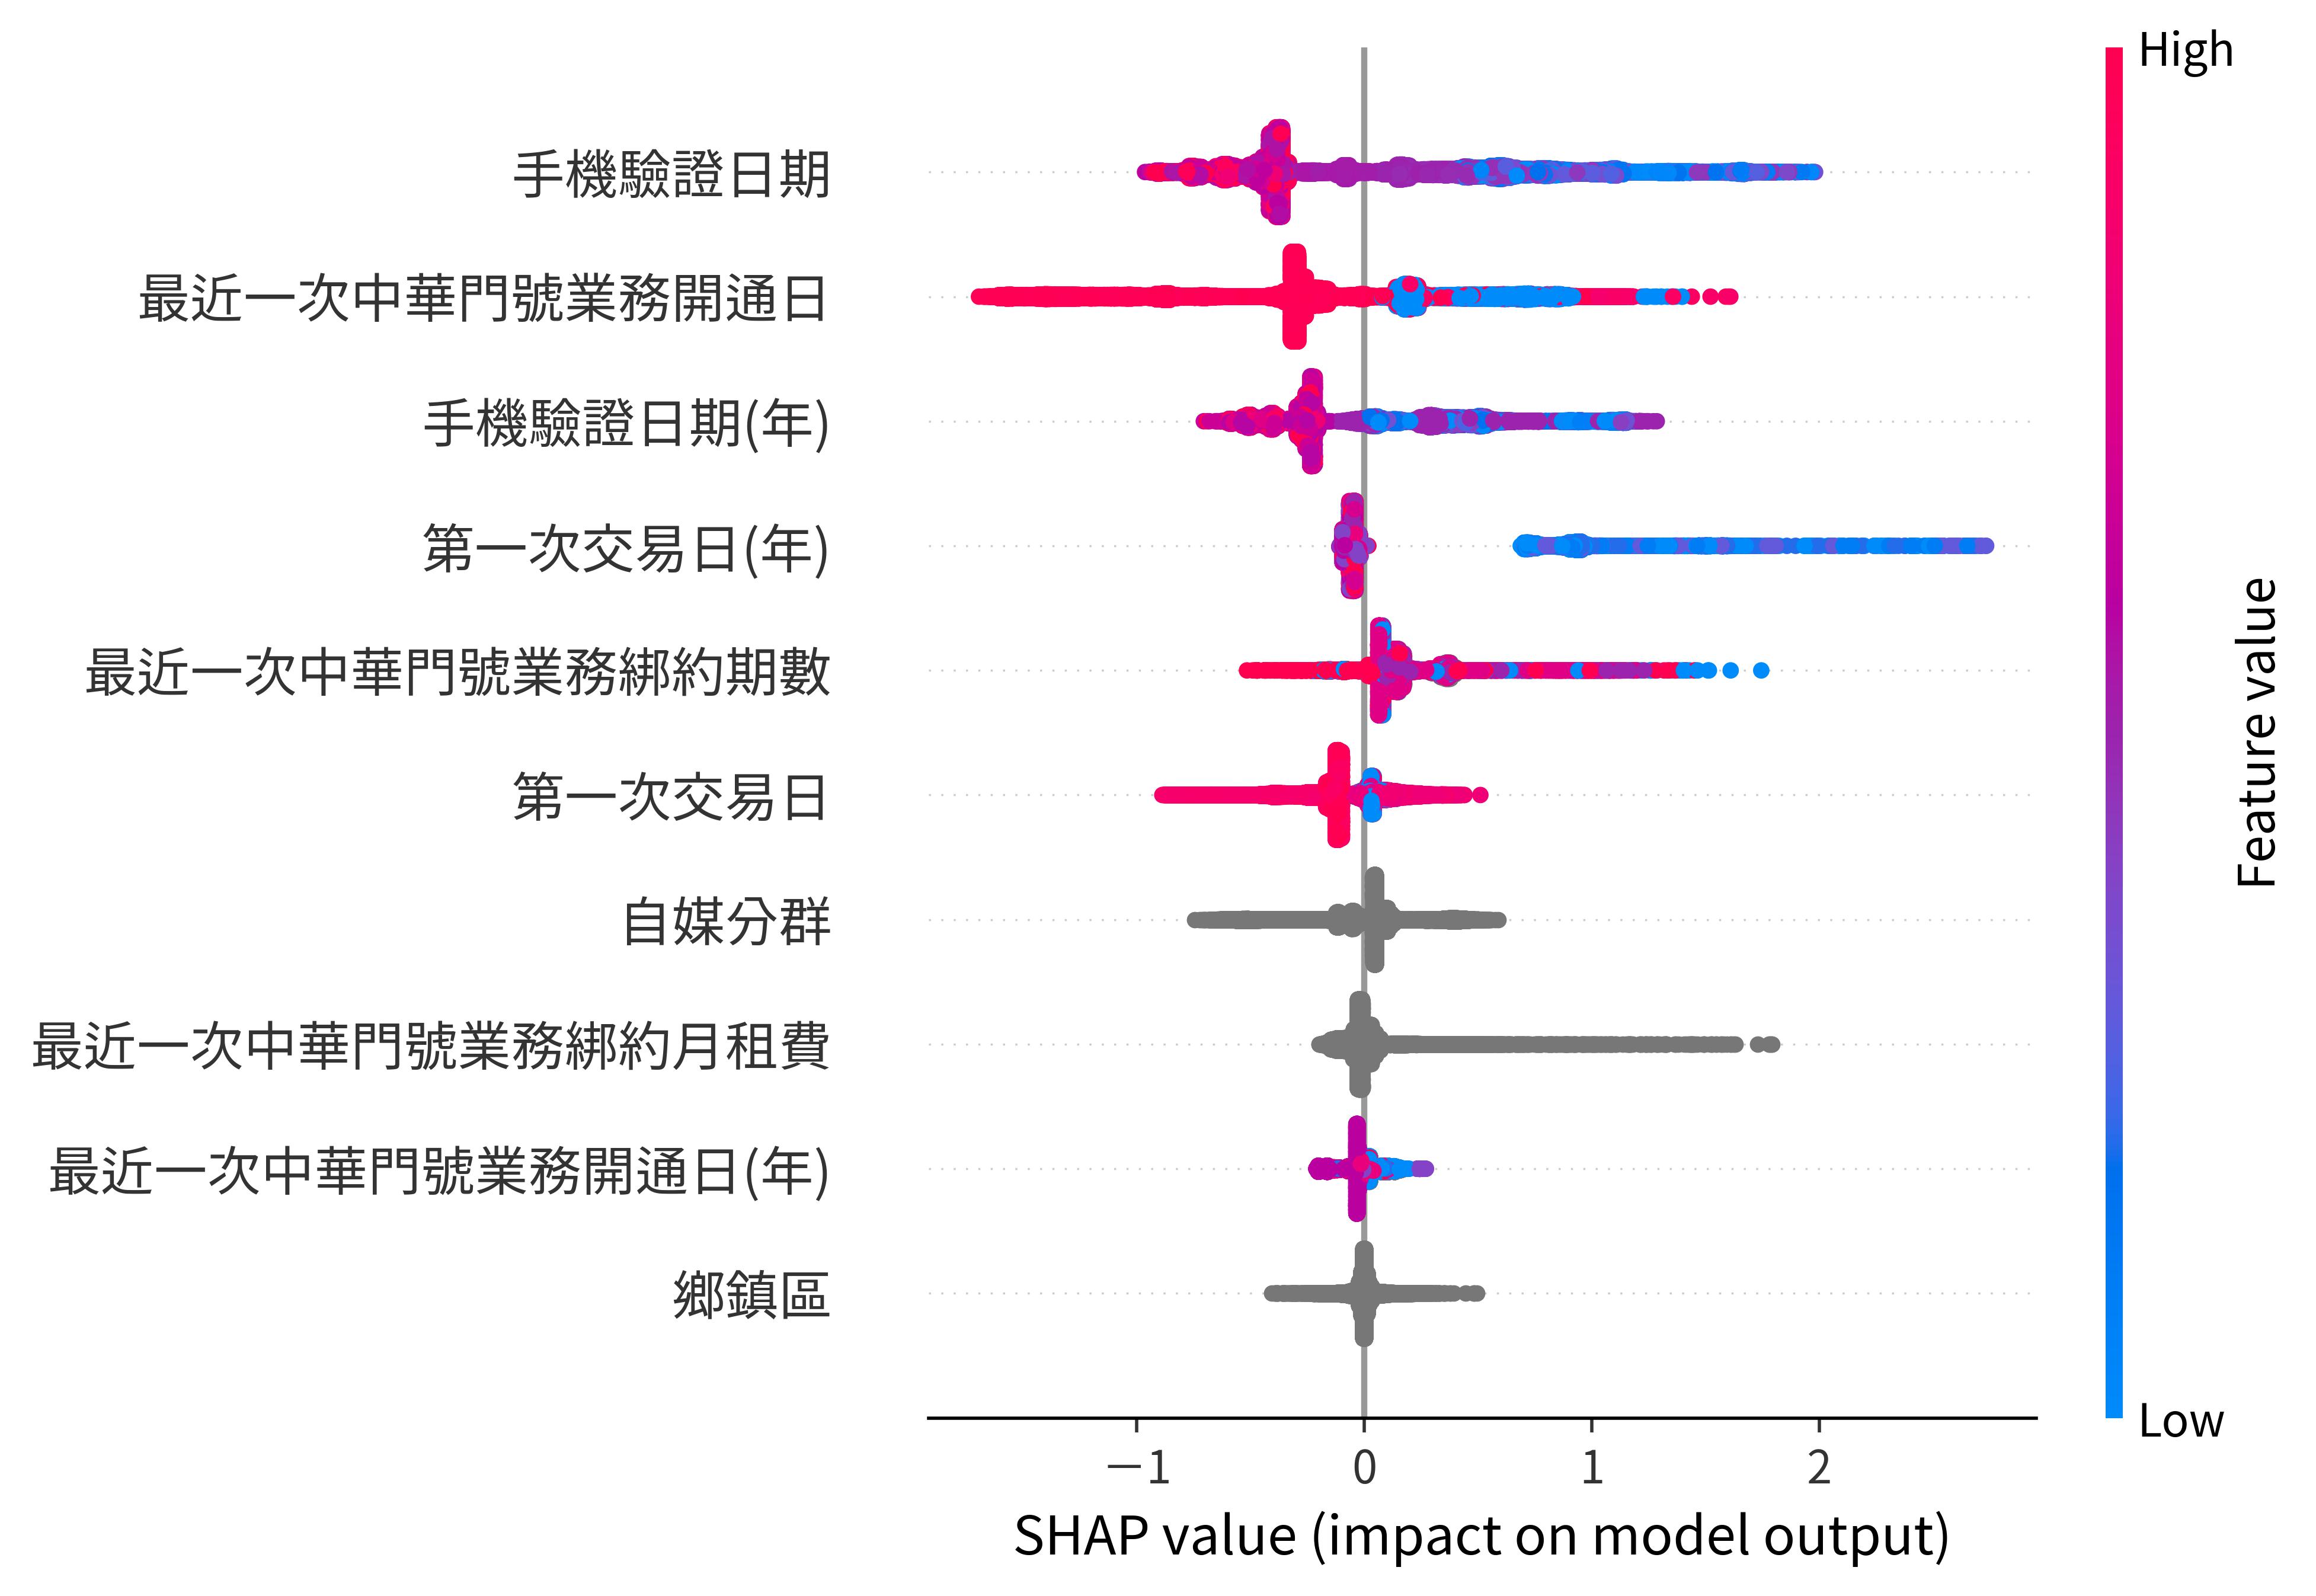 High
手機驗證日期
最近一次中華門號業務開通日
手機驗證日期(年)
第一次交易日(年)
最近一次中華門號業務綁約期數
第一次交易日
自媒分群
最近一次中華門號業務綁約月租費
最近一次中華門號業務開通日(年)
鄉鎮區
Feature value
Low
−1 0 1 2
SHAP value (impact on model output)